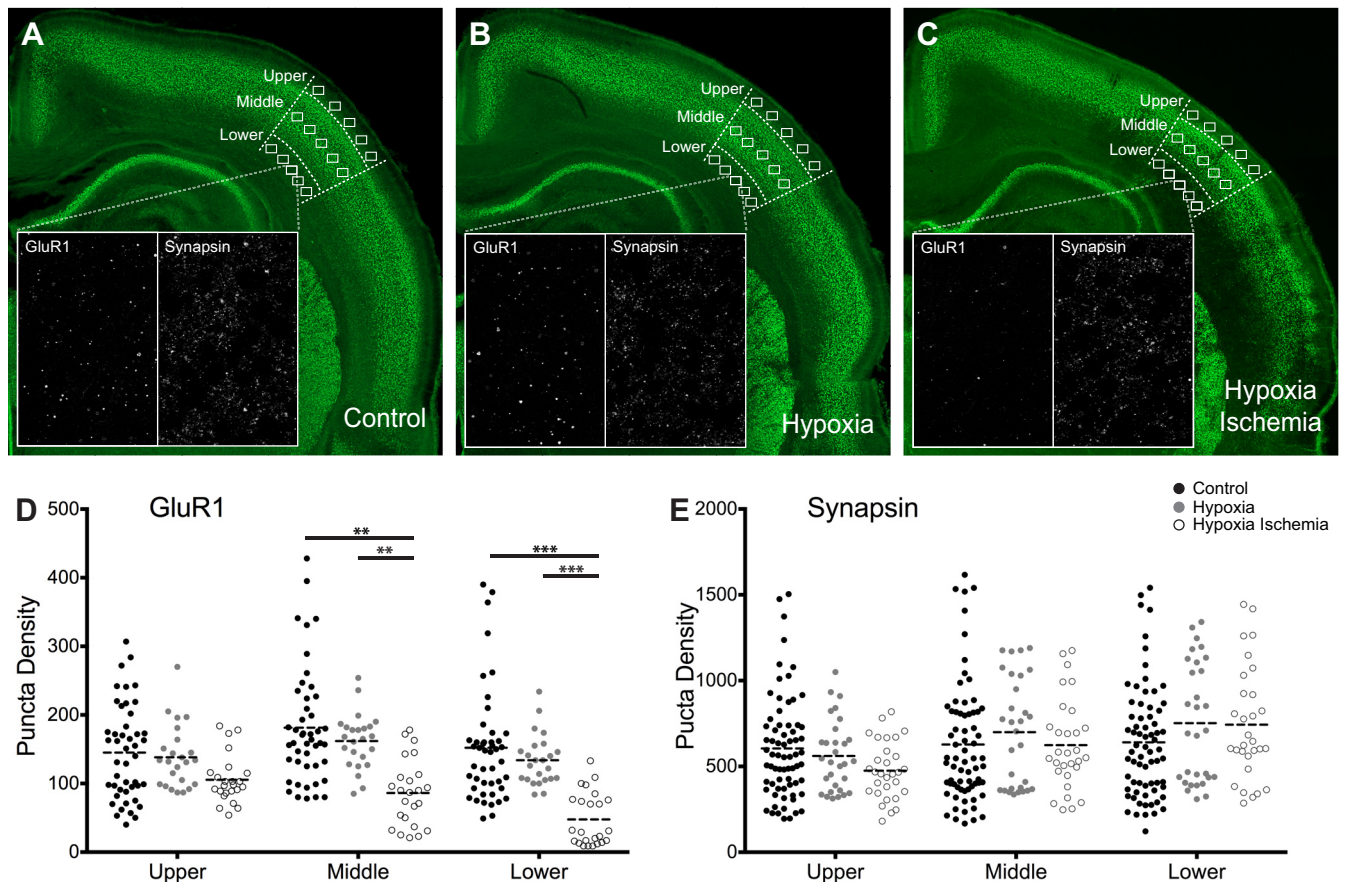 A
Upper
Middle
Lower
GluR1
Synapsin
Control
B
Upper
Middle
Lower
GluR1
Synapsin
Hypoxia
C
Upper
Middle
Lower
GluR1
Synapsin
Hypoxia
Ischemia
D
GluR1
Puncta Density
500
400
300
200
100
0
**
**
***
***
Upper
Middle
Lower
E
Synapsin
Pucta Density
2000
1500
1000
500
0
Control
Hypoxia
Hypoxia Ischemia
Upper
Middle
Lower